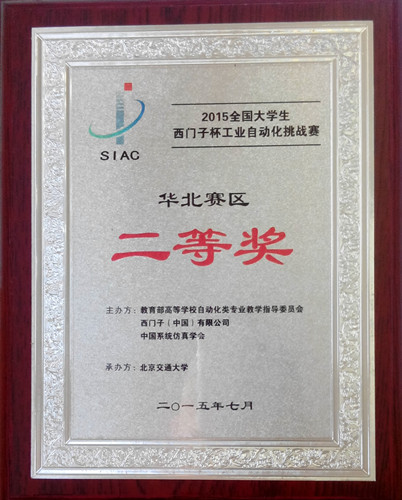 SIAC
2015全国大学生
西门子杯工业自动化挑战赛
华北赛区
二等奖
主办方：教育部高等学校自动化类专业教学指导委员会
西门子（中国）有限公司
中国系统仿真学会
承办方：北京交通大学
二〇一五年七月